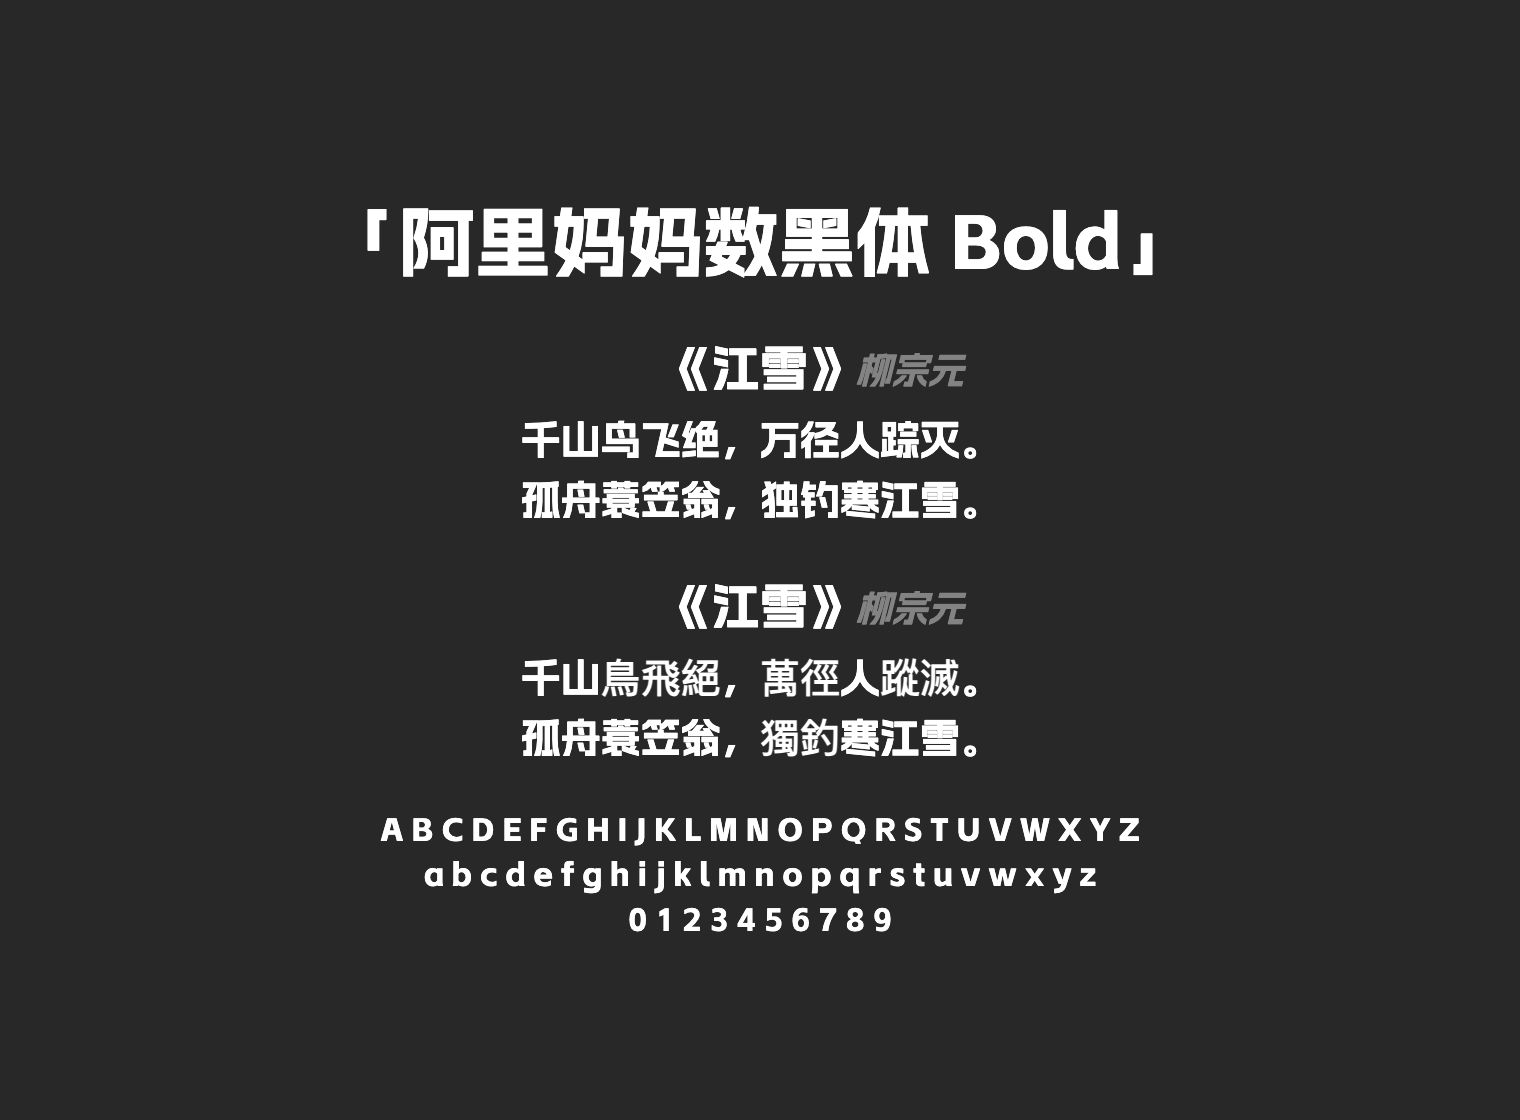 「阿里妈妈数黑体 Bold」
《江雪》柳宗元
千山鸟飞绝，万径人踪灭。
孤舟蓑笠翁，独钓寒江雪。
《江雪》柳宗元
千山鳥飛絕，萬徑人蹤滅。
孤舟蓑笠翁，獨釣寒江雪。
A B C D E F G H I J K L M N O P Q R S T U V W X Y Z
a b c d e f g h i j k l m n o p q r s t u v w x y z
0 1 2 3 4 5 6 7 8 9